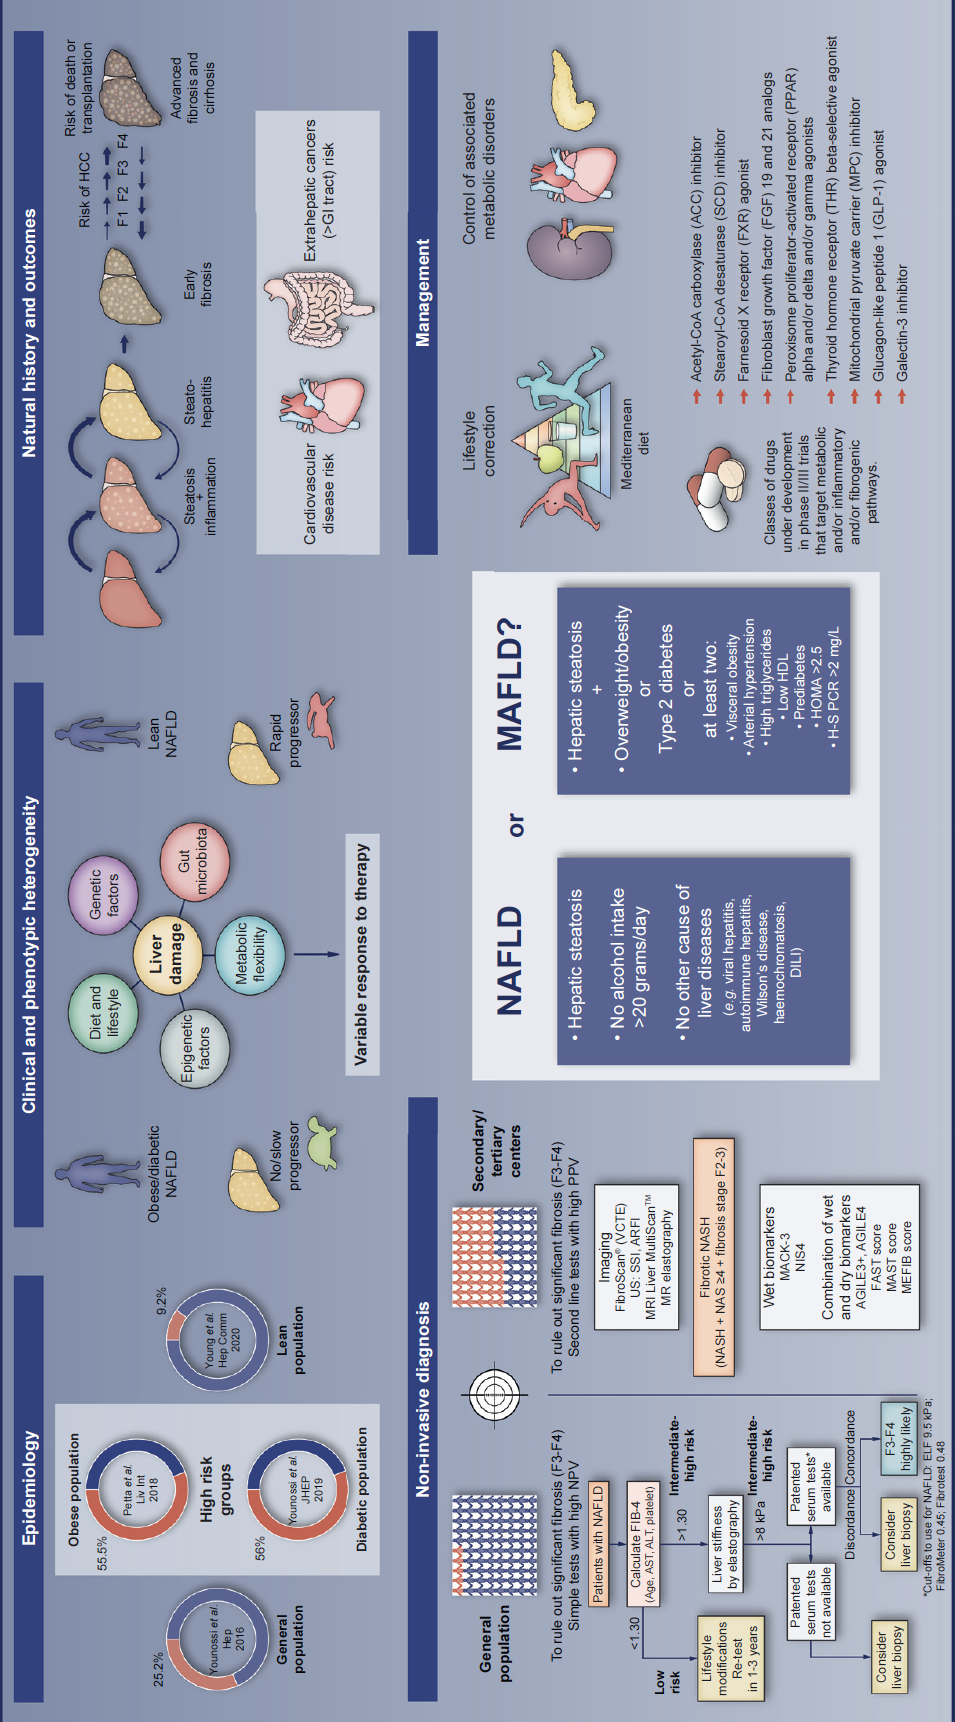 Epidemiology
25.2%
Younossi et al.
Hep
2016
General
population
Obese population
55.5%
Petta et al.
Liv Int
2018
High risk
groups
56%
Younossi et al.
JHEP
2019
Diabetic population
9.2%
Young et al.
Hep Comm
2020
Lean
population
Clinical and phenotypic heterogeneity
Obese/diabetic
NAFLD
No/slow
progressor
Diet and
lifestyle
Genetic
factors
Liver
damage
Epigenetic
factors
Metabolic
flexibility
Gut
microbiota
Variable response to therapy
Lean
NAFLD
Rapid
progressor
Natural history and outcomes
Steatosis
+
inflammation
Steato-
hepatitis
Early
fibrosis
Risk of HCC
F1 F2 F3 F4
Risk of death or
transplantation
Advanced
fibrosis and
cirrhosis
Cardiovascular
disease risk
Extrahepatic cancers
(>GI tract) risk
Non-invasive diagnosis
General
population
To rule out significant fibrosis (F3-F4)
Simple tests with high NPV
Patients with NAFLD
Calculate FIB-4
(Age, AST, ALT, platelet)
<1.30
Low
risk
Lifestyle
modifications
Re-test
in 1-3 years
>1.30
Intermediate-
high risk
Liver stiffness
by elastography
>8 kPa
Intermediate-
high risk
Patented
serum tests
not available
Patented
serum tests*
available
Consider
liver biopsy
Discordance
Concordance
Consider
liver biopsy
F3-F4
highly likely
*Cut-offs to use for NAFLD: ELF 9.5 kPa;
FibroMeter 0.45; Fibrotest 0.48
Secondary/
tertiary
centers
To rule out significant fibrosis (F3-F4)
Second line tests with high PPV
Imaging
FibroScan® (VCTE)
US: SSI, ARFI
MRI Liver MultiScan™
MR elastography
Fibrotic NASH
(NASH + NAS ≥4 + fibrosis stage F2-3)
Wet biomarkers
MACK-3
NIS4
Combination of wet
and dry biomarkers
AGILE3+, AGILE4
FAST score
MAST score
MEFIB score
NAFLD or MAFLD?
• Hepatic steatosis
• No alcohol intake
>20 grams/day
• No other cause of
liver diseases
(e.g. viral hepatitis,
autoimmune hepatitis,
Wilson's disease,
haemochromatosis,
DILI)
• Hepatic steatosis
+
• Overweight/obesity
or
Type 2 diabetes
or
at least two:
• Visceral obesity
• Arterial hypertension
• High triglycerides
• Low HDL
• Prediabetes
• HOMA >2.5
• H-S PCR >2 mg/L
Management
Lifestyle
correction
Mediterranean
diet
Control of associated
metabolic disorders
Classes of drugs
under development
in phase II/III trials
that target metabolic
and/or inflammatory
and/or fibrogenic
pathways.
Acetyl-CoA carboxylase (ACC) inhibitor
Stearoyl-CoA desaturase (SCD) inhibitor
Farnesoid X receptor (FXR) agonist
Fibroblast growth factor (FGF) 19 and 21 analogs
Peroxisome proliferator-activated receptor (PPAR)
alpha and/or delta and/or gamma agonists
Thyroid hormone receptor (THR) beta-selective agonist
Mitochondrial pyruvate carrier (MPC) inhibitor
Glucagon-like peptide 1 (GLP-1) agonist
Galectin-3 inhibitor